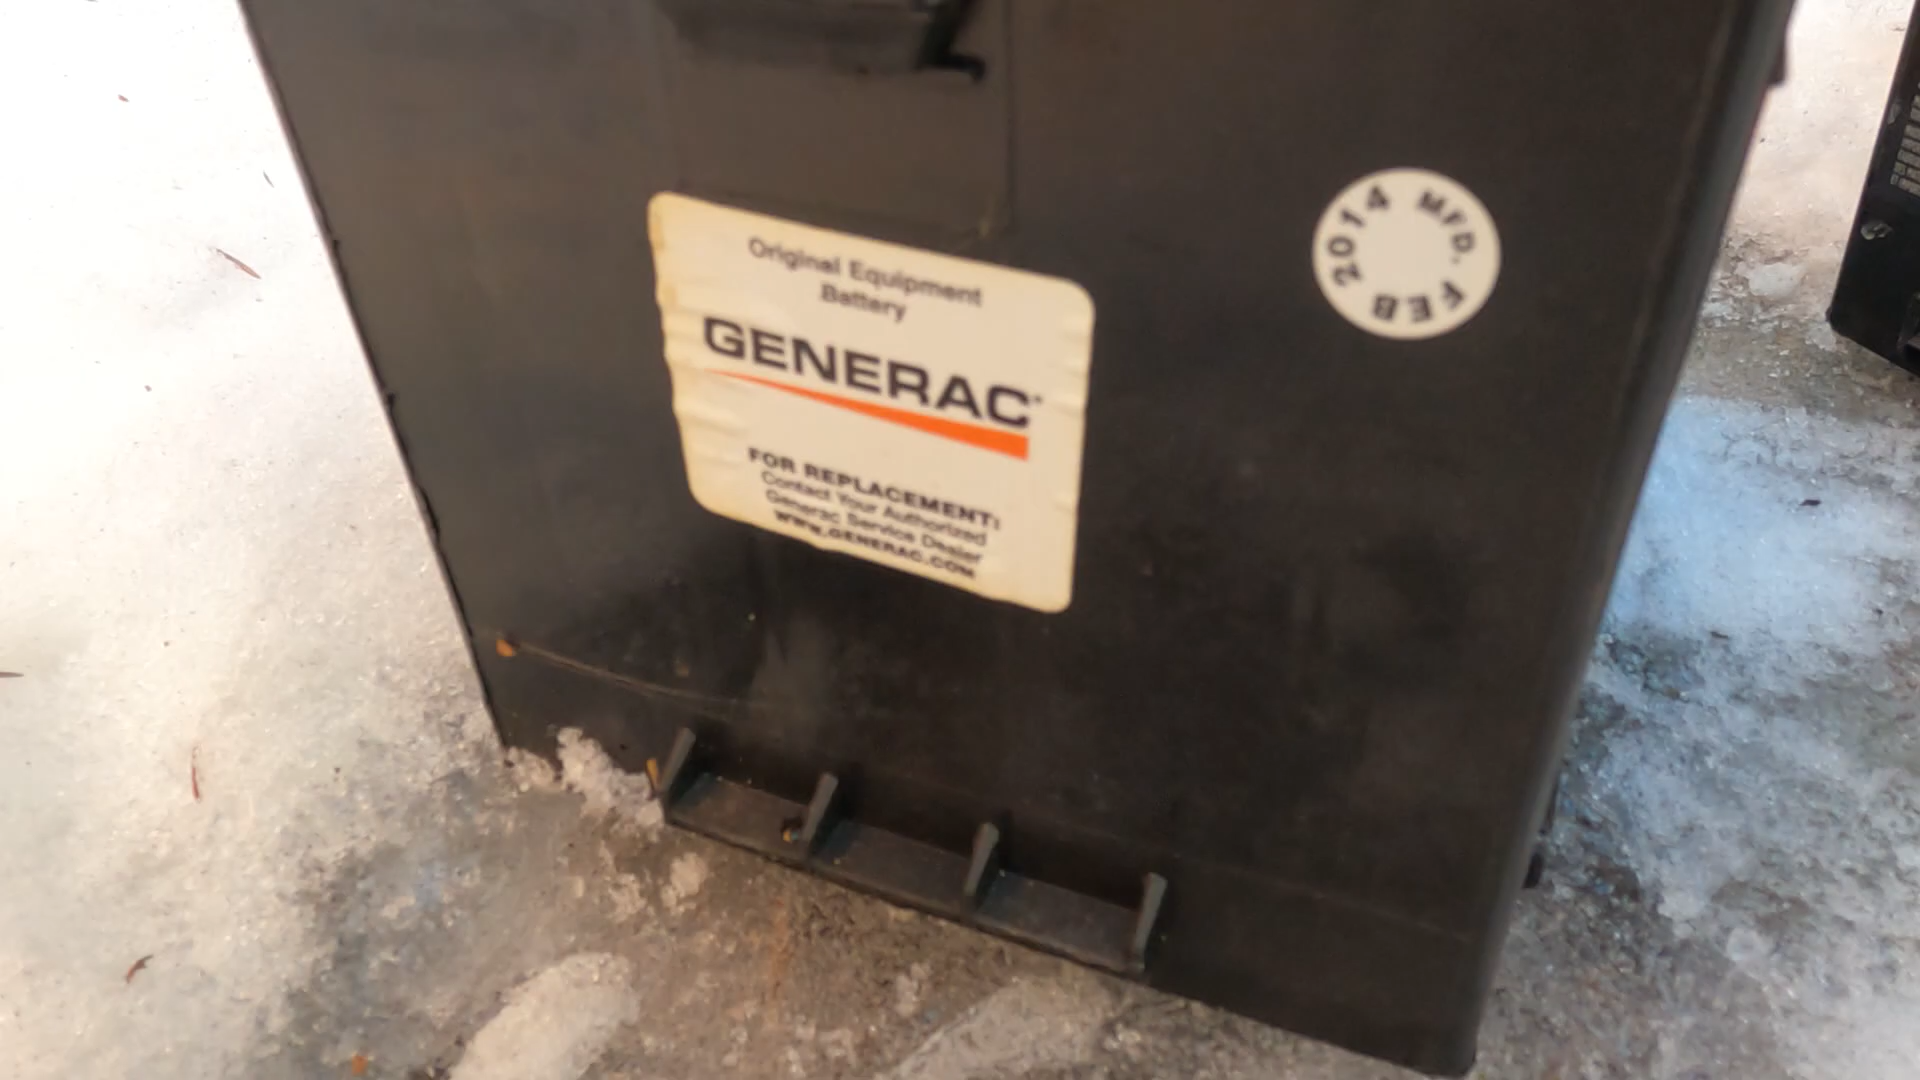 Original Equipment
Battery
GENERAC
FOR REPLACEMENT:
Contact Your Authorized
Generac Service Dealer
WWW.GENERAC.COM
MFD. FEB 2014